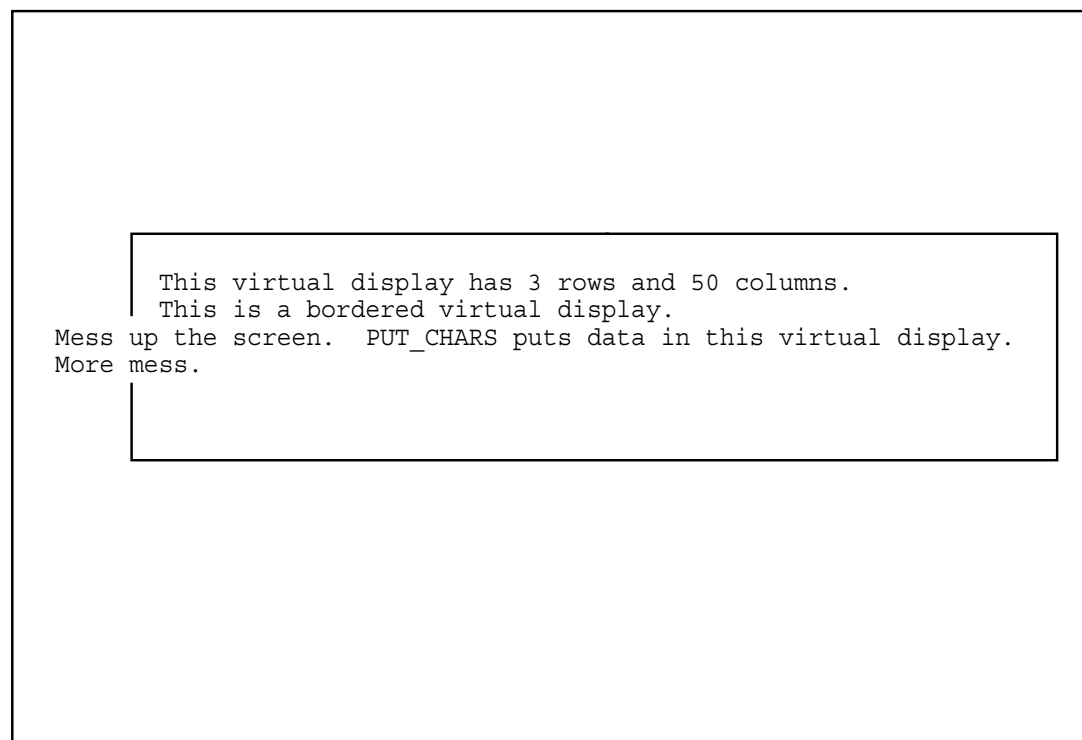 This virtual display has 3 rows and 50 columns.
This is a bordered virtual display.
Mess up the screen.  PUT_CHARS puts data in this virtual display.
More mess.